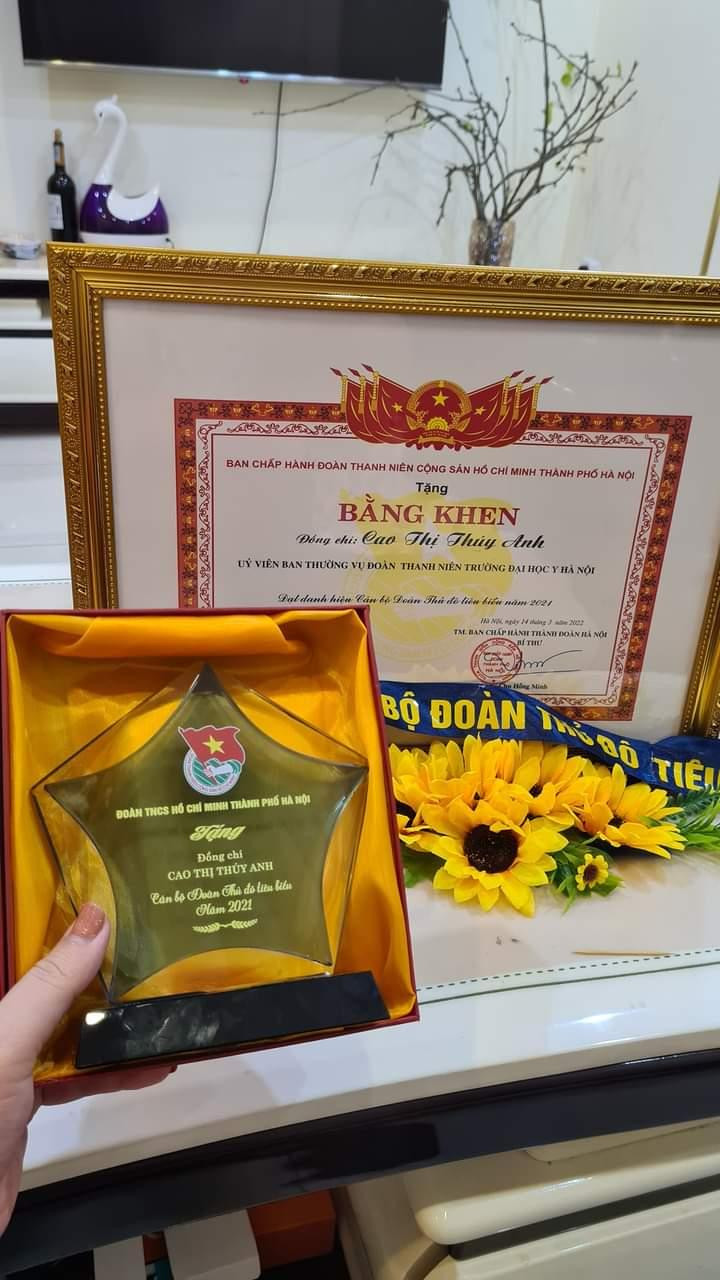 BAN CHẤP HÀNH ĐOÀN THANH NIÊN CỘNG SẢN HỒ CHÍ MINH THÀNH PHỐ HÀ NỘI
Tặng
BẰNG KHEN
Đồng chí: Cao Thị Thúy Anh
UỶ VIÊN BAN THƯỜNG VỤ ĐOÀN THANH NIÊN TRƯỜNG ĐẠI HỌC Y HÀ NỘI
Đạt danh hiệu Cán bộ Đoàn Thủ đô tiêu biểu năm 2021
Hà Nội, ngày 14 tháng 3 năm 2022
TM. BAN CHẤP HÀNH THÀNH ĐOÀN HÀ NỘI
BÍ THƯ
Hồng Minh
BỘ ĐOÀN THỦ ĐÔ TIÊU
ĐOÀN TNCS HỒ CHÍ MINH THÀNH PHỐ HÀ NỘI
Tặng
Đồng chí
CAO THỊ THÚY ANH
Cán bộ Đoàn Thủ đô tiêu biểu
Năm 2021